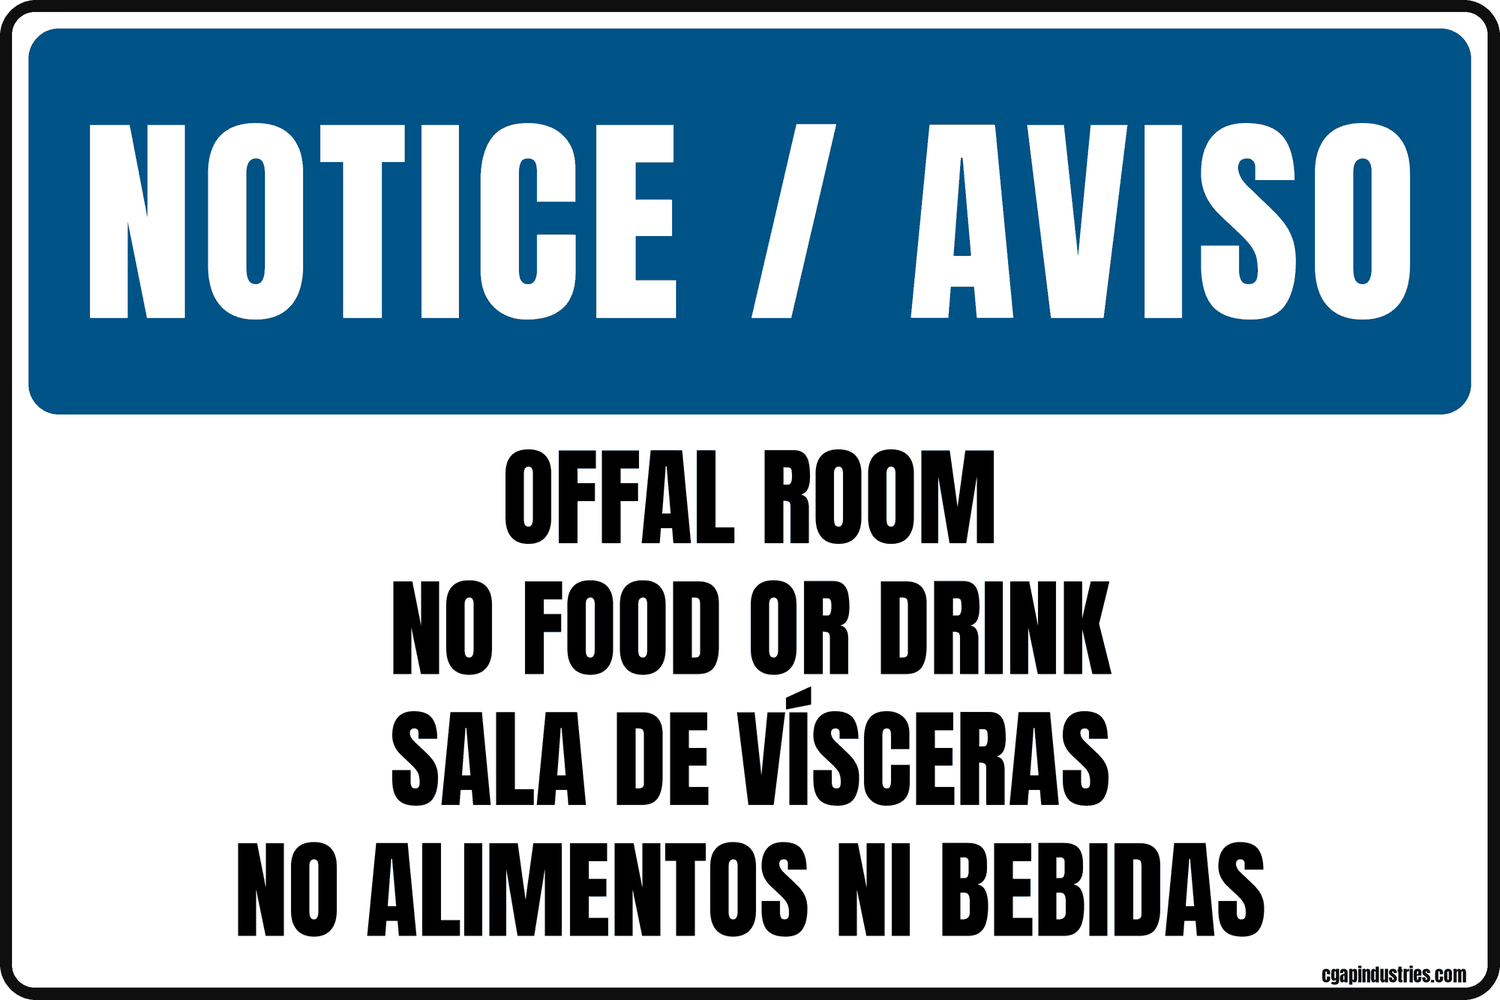 NOTICE / AVISO
OFFAL ROOM
NO FOOD OR DRINK
SALA DE VÍSCERAS
NO ALIMENTOS NI BEBIDAS
cgapindustries.com